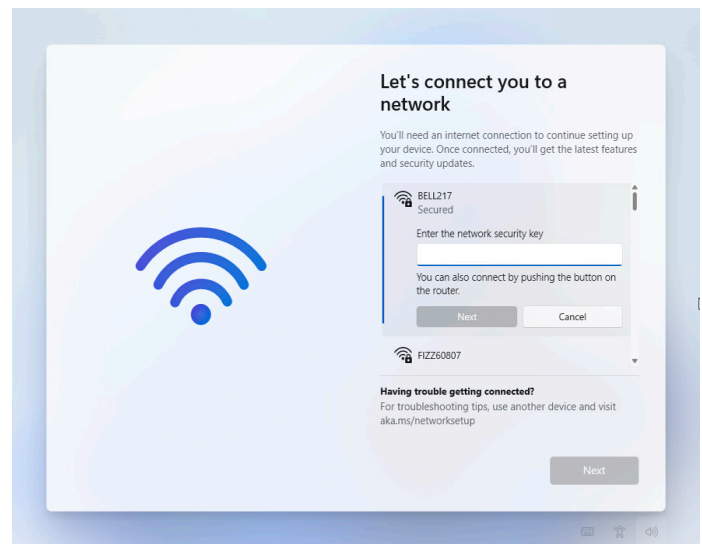 Let's connect you to a
network
You'll need an internet connection to continue setting up
your device. Once connected, you'll get the latest features
and security updates.
BELL217
Secured
Enter the network security key
You can also connect by pushing the button on
the router.
Next
Cancel
FIZZ60807
Having trouble getting connected?
For troubleshooting tips, use another device and visit
aka.ms/networksetup
Next